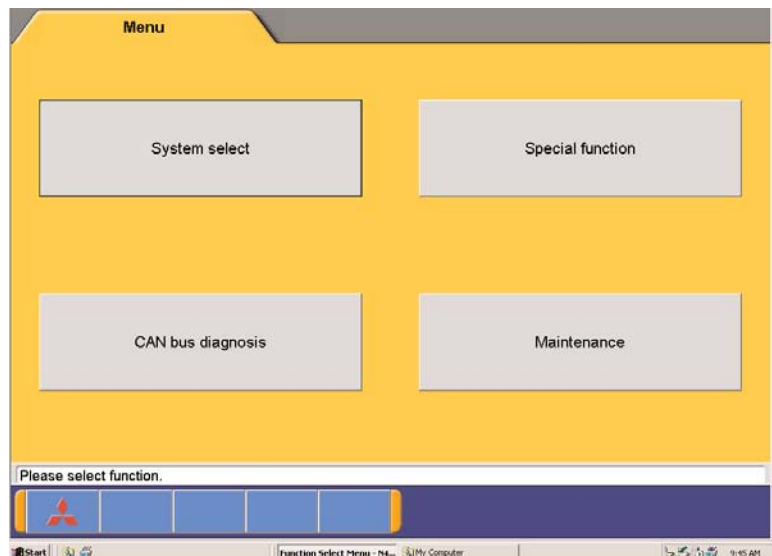 Menu
System select
Special function
CAN bus diagnosis
Maintenance
Please select function.
Start
Function Select Menu - N4...
My Computer
9:45 AM